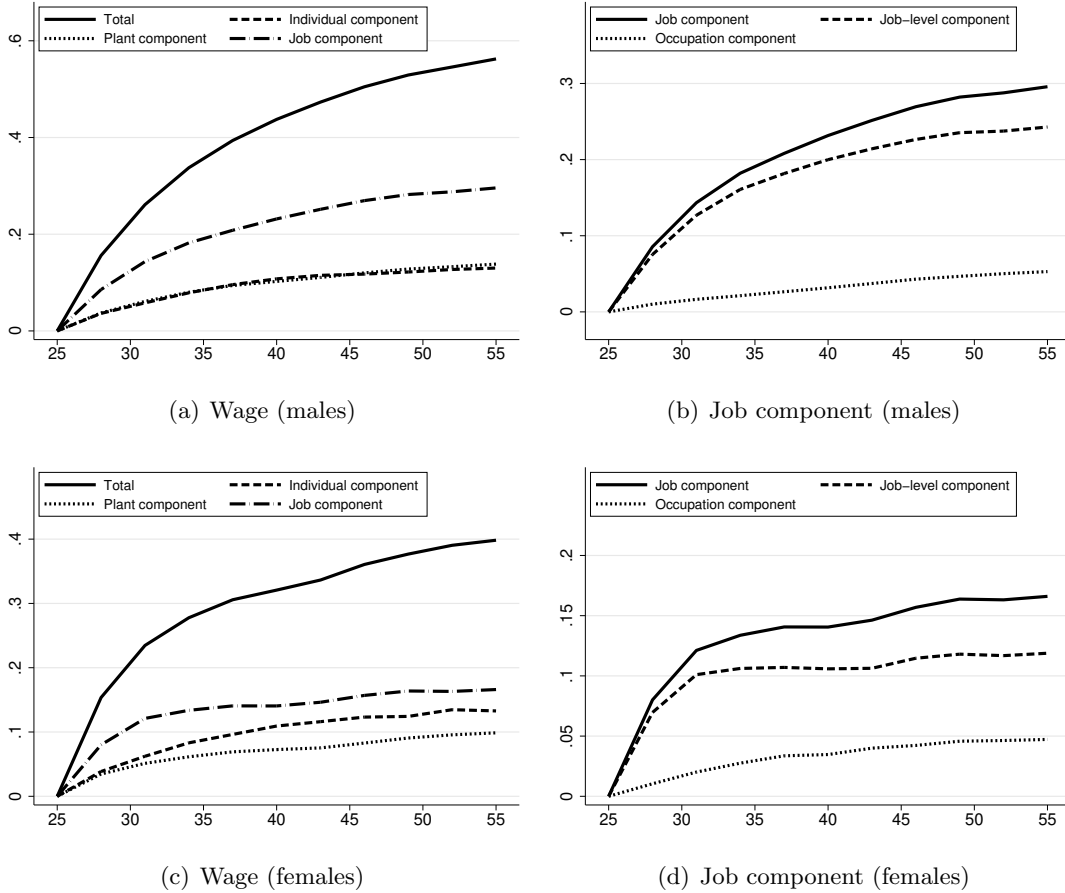 Total Individual component
Plant component Job component
.6
.4
.2
0
25 30 35 40 45 50 55
(a) Wage (males)
Job component Job−level component
Occupation component
.3
.2
.1
0
25 30 35 40 45 50 55
(b) Job component (males)
Total Individual component
Plant component Job component
.4
.3
.2
.1
0
25 30 35 40 45 50 55
(c) Wage (females)
Job component Job−level component
Occupation component
.2
.15
.1
.05
0
25 30 35 40 45 50 55
(d) Job component (females)